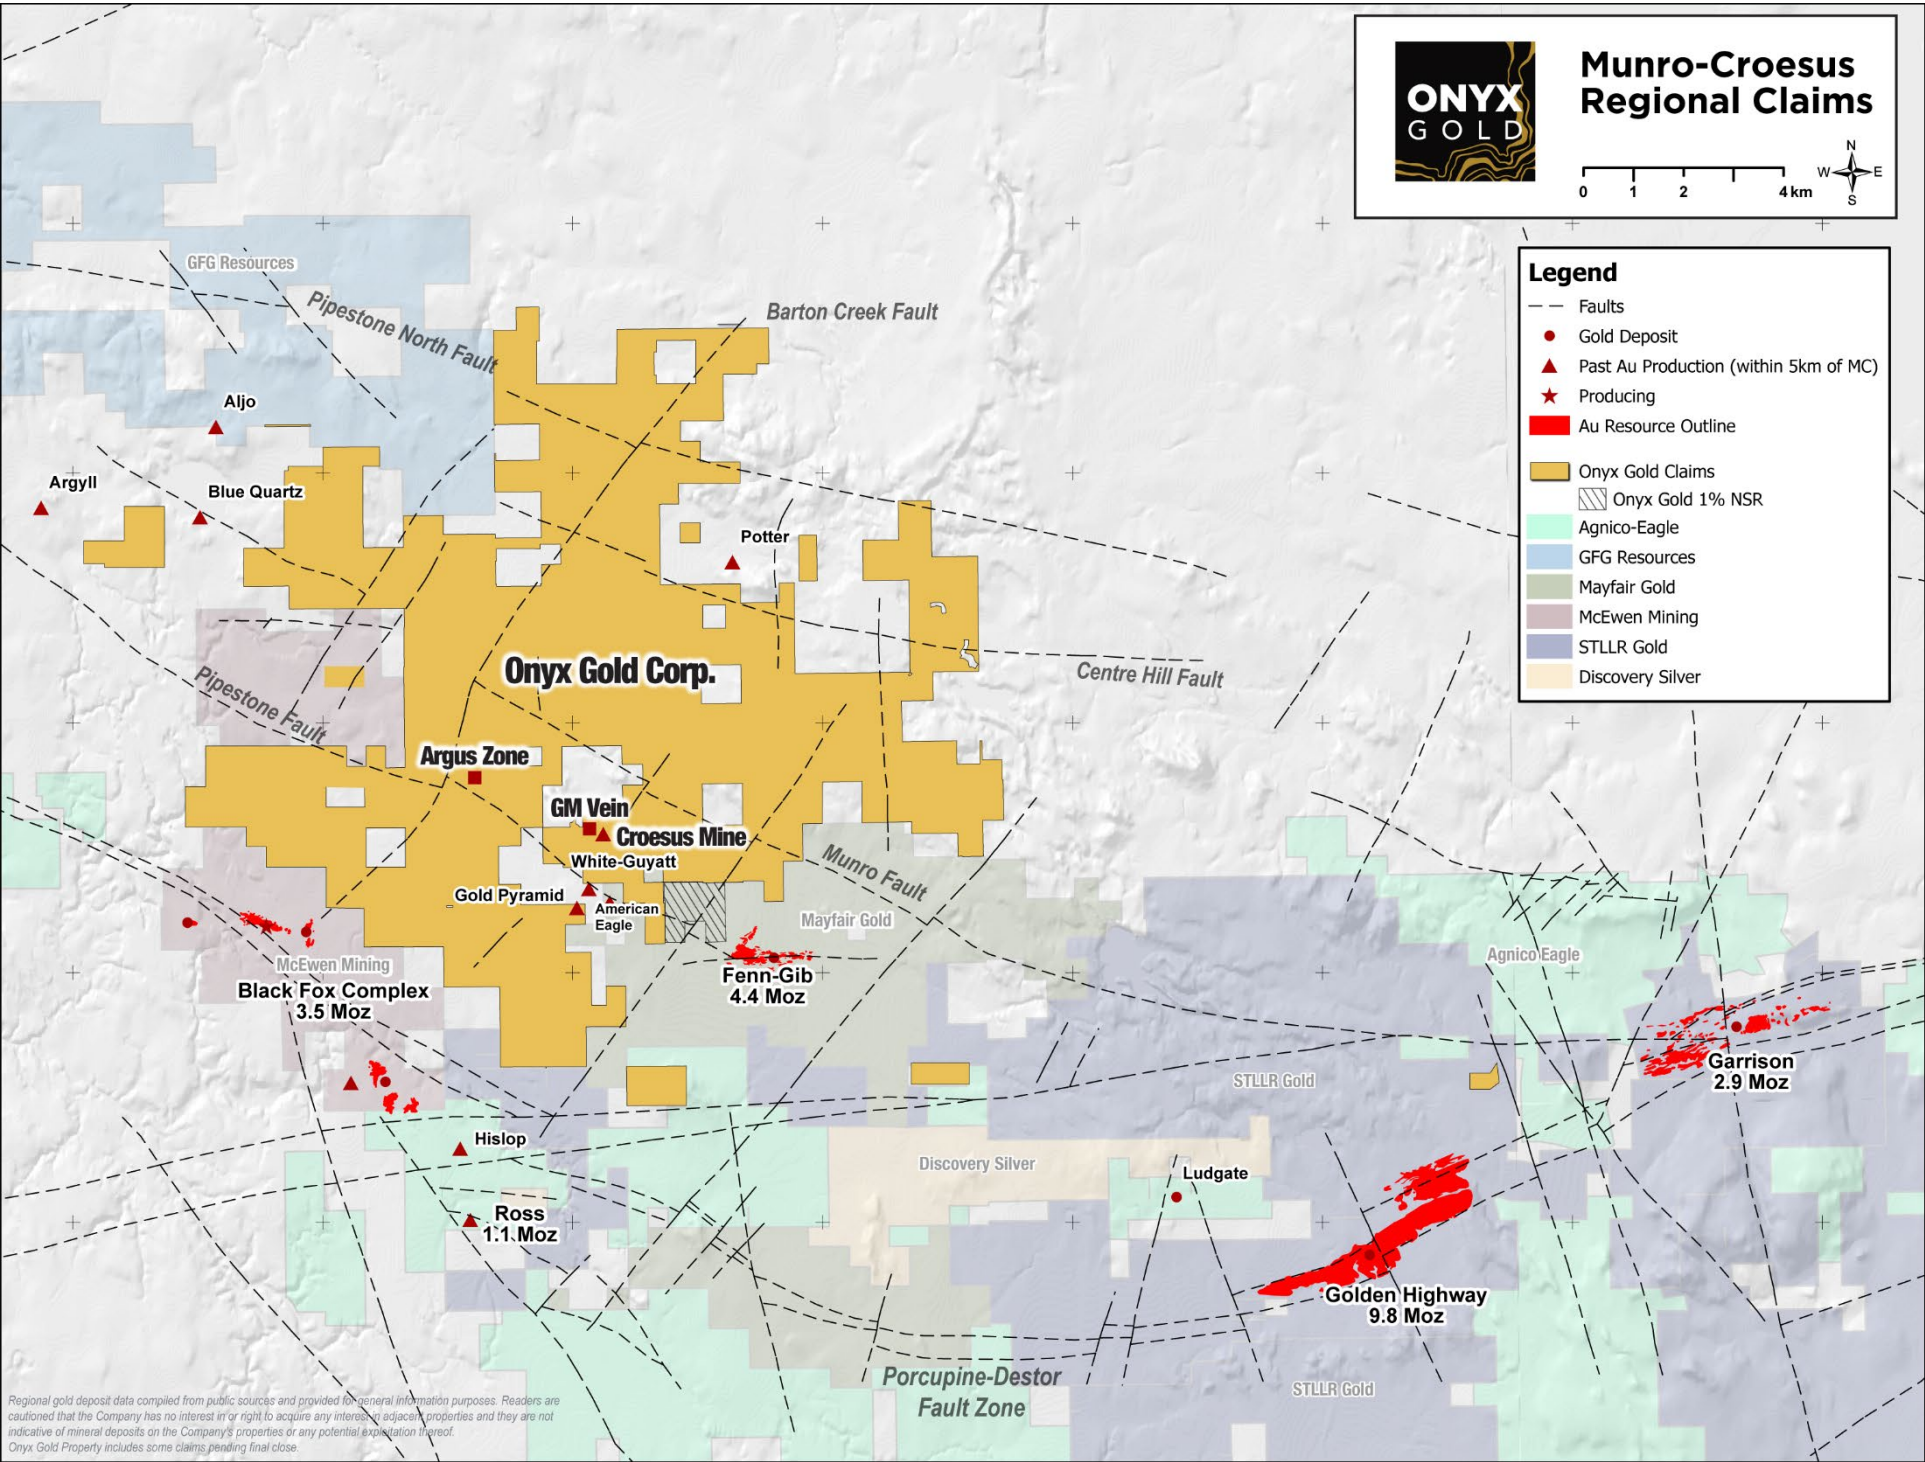 ONYX
GOLD
Munro-Croesus
Regional Claims
N
W
E
S
0 1 2 4 km
Legend
Faults
Gold Deposit
Past Au Production (within 5km of MC)
Producing
Au Resource Outline
Onyx Gold Claims
Onyx Gold 1% NSR
Agnico-Eagle
GFG Resources
Mayfair Gold
McEwen Mining
STLLR Gold
Discovery Silver
GFG Resources
Pipestone North Fault
Barton Creek Fault
Aljo
Argyll
Blue Quartz
Potter
Onyx Gold Corp.
Centre Hill Fault
Pipestone Fault
Argus Zone
GM Vein
Croesus Mine
White-Guyatt
Munro Fault
Gold Pyramid
American
Eagle
Mayfair Gold
McEwen Mining
Black Fox Complex
3.5 Moz
Fenn-Gib
4.4 Moz
Agnico Eagle
Garrison
2.9 Moz
STLLR Gold
Hislop
Discovery Silver
Ludgate
Ross
1.1 Moz
Golden Highway
9.8 Moz
Porcupine-Destor
Fault Zone
STLLR Gold
Regional gold deposit data compiled from public sources and provided for general information purposes. Readers are
cautioned that the Company has no interest in or right to acquire any interest in adjacent properties and they are not
indicative of mineral deposits on the Company's properties or any potential exploitation thereof.
Onyx Gold Property includes some claims pending final close.